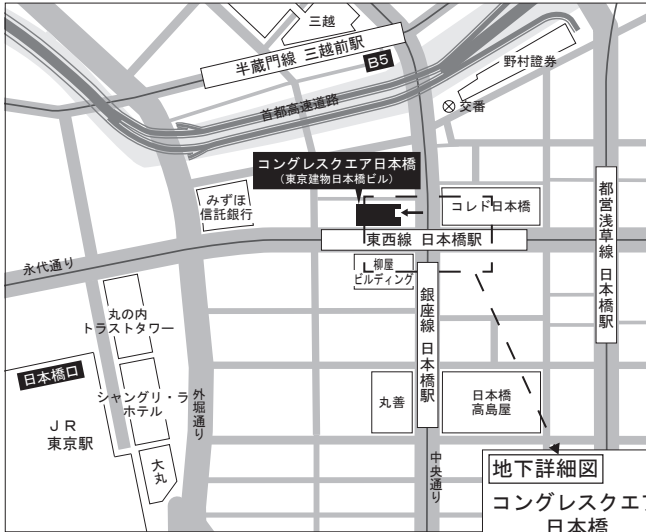 三越
半蔵門線 三越前駅
B5
野村證券
首都高速道路
交番
コングレスクエア日本橋
(東京建物日本橋ビル)
みずほ
信託銀行
コレド日本橋
都営浅草線 日本橋駅
東西線 日本橋駅
永代通り
柳屋
ビルディング
銀座線 日本橋駅
丸の内
トラストタワー
日本橋口
シャングリ・ラ
ホテル
外堀通り
丸善
日本橋
高島屋
JR
東京駅
大丸
中央通り
地下詳細図
コングレスクエア
日本橋